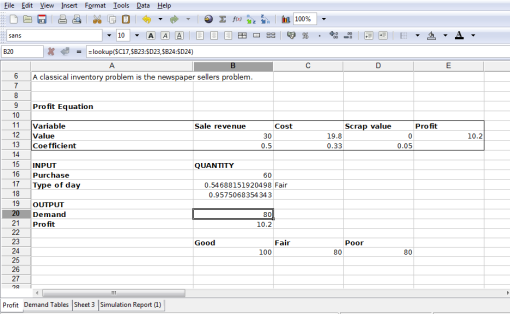 File Edit View Insert Format Tools Data Help
100%
sans 10
B20 =lookup($C17,$B23:$D23,$B24:$D24)
A B C D E
6 A classical inventory problem is the newspaper sellers problem.
7
8
9 Profit Equation
10
11 Variable Sale revenue Cost Scrap value Profit
12 Value 30 19.8 0 10.2
13 Coefficient 0.5 0.33 0.05
14
15 INPUT QUANTITY
16 Purchase 60
17 Type of day 0.54688151920498 Fair
18 0.9575068354343
19 OUTPUT
20 Demand 80
21 Profit 10.2
22
23 Good Fair Poor
24 100 80 80
25
26
27
28
Profit Demand Tables Sheet 3 Simulation Report (1)